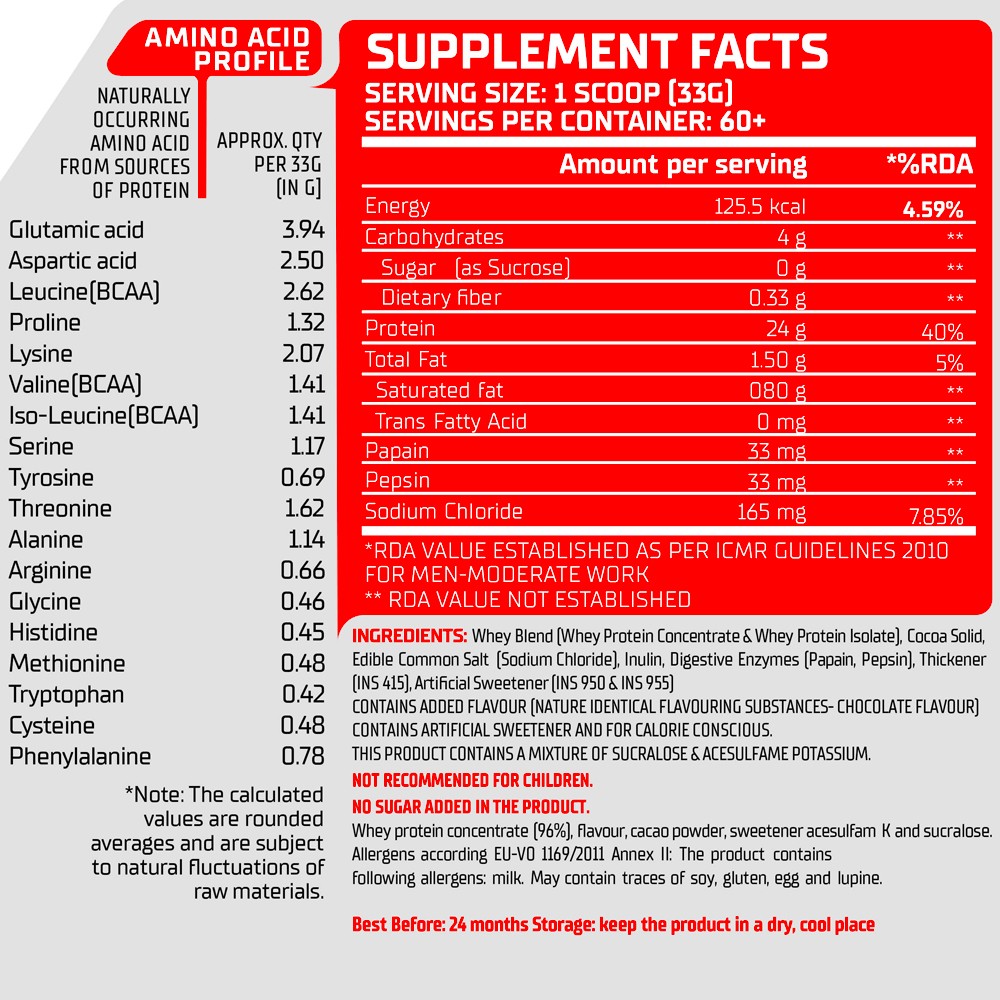 AMINO ACID
PROFILE
NATURALLY
OCCURRING
AMINO ACID
FROM SOURCES
OF PROTEIN
APPROX. QTY
PER 33G
(IN G)
Glutamic acid 3.94
Aspartic acid 2.50
Leucine(BCAA) 2.62
Proline 1.32
Lysine 2.07
Valine(BCAA) 1.41
Iso-Leucine(BCAA) 1.41
Serine 1.17
Tyrosine 0.69
Threonine 1.62
Alanine 1.14
Arginine 0.66
Glycine 0.46
Histidine 0.45
Methionine 0.48
Tryptophan 0.42
Cysteine 0.48
Phenylalanine 0.78
*Note: The calculated
values are rounded
averages and are subject
to natural fluctuations of
raw materials.
SUPPLEMENT FACTS
SERVING SIZE: 1 SCOOP (33G)
SERVINGS PER CONTAINER: 60+
Amount per serving *%RDA
Energy 125.5 kcal 4.59%
Carbohydrates 4 g **
Sugar (as Sucrose) 0 g **
Dietary fiber 0.33 g **
Protein 24 g 40%
Total Fat 1.50 g 5%
Saturated fat 080 g **
Trans Fatty Acid 0 mg **
Papain 33 mg **
Pepsin 33 mg **
Sodium Chloride 165 mg 7.85%
*RDA VALUE ESTABLISHED AS PER ICMR GUIDELINES 2010
FOR MEN-MODERATE WORK
** RDA VALUE NOT ESTABLISHED
INGREDIENTS: Whey Blend (Whey Protein Concentrate & Whey Protein Isolate), Cocoa Solid,
Edible Common Salt (Sodium Chloride), Inulin, Digestive Enzymes (Papain, Pepsin), Thickener
(INS 415), Artificial Sweetener (INS 950 & INS 955)
CONTAINS ADDED FLAVOUR (NATURE IDENTICAL FLAVOURING SUBSTANCES- CHOCOLATE FLAVOUR)
CONTAINS ARTIFICIAL SWEETENER AND FOR CALORIE CONSCIOUS.
THIS PRODUCT CONTAINS A MIXTURE OF SUCRALOSE & ACESULFAME POTASSIUM.
NOT RECOMMENDED FOR CHILDREN.
NO SUGAR ADDED IN THE PRODUCT.
Whey protein concentrate (96%), flavour, cacao powder, sweetener acesulfam K and sucralose.
Allergens according EU-VO 1169/2011 Annex II: The product contains
following allergens: milk. May contain traces of soy, gluten, egg and lupine.
Best Before: 24 months Storage: keep the product in a dry, cool place